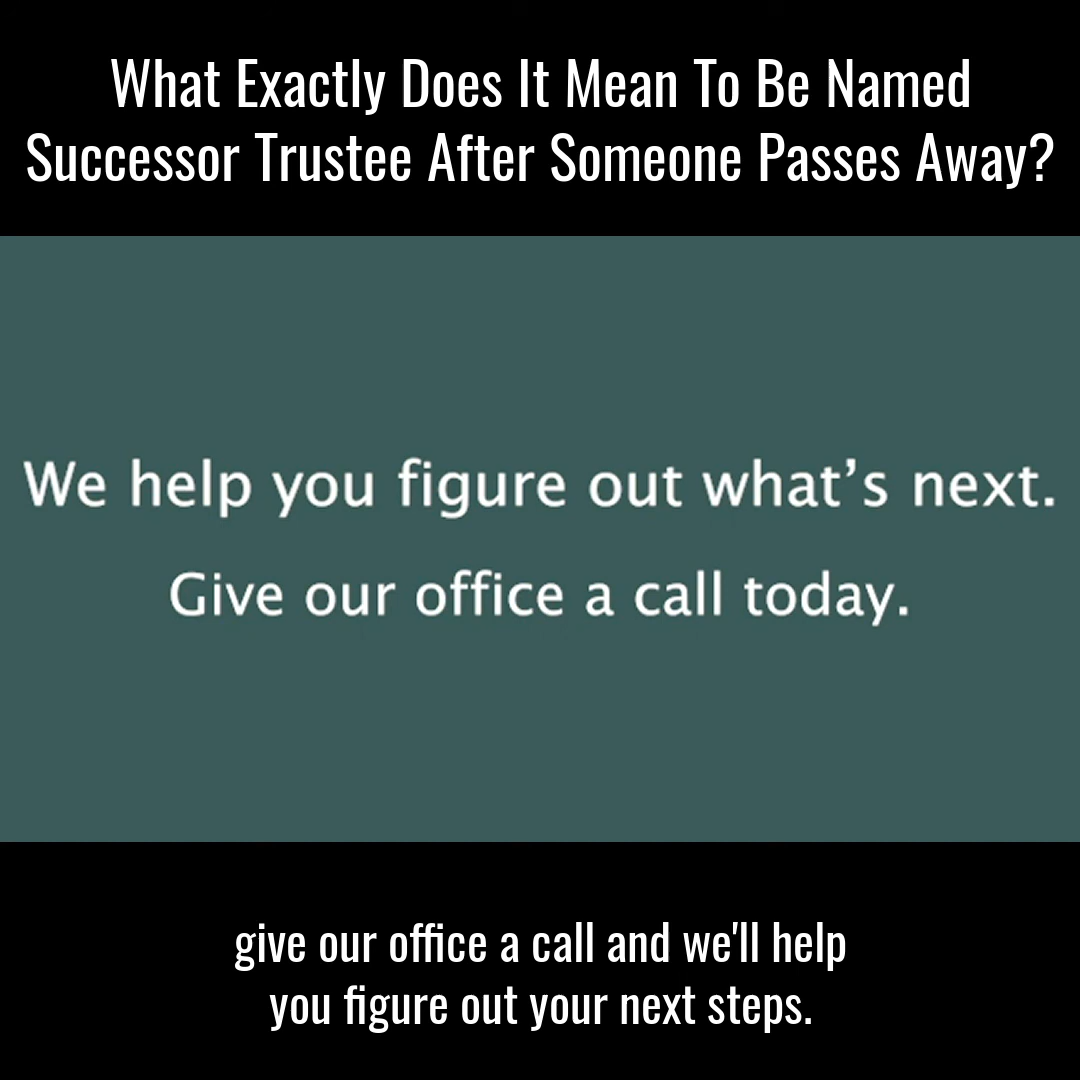 What Exactly Does It Mean To Be Named
Successor Trustee After Someone Passes Away?
We help you figure out what’s next.
Give our office a call today.
give our office a call and we'll help
you figure out your next steps.